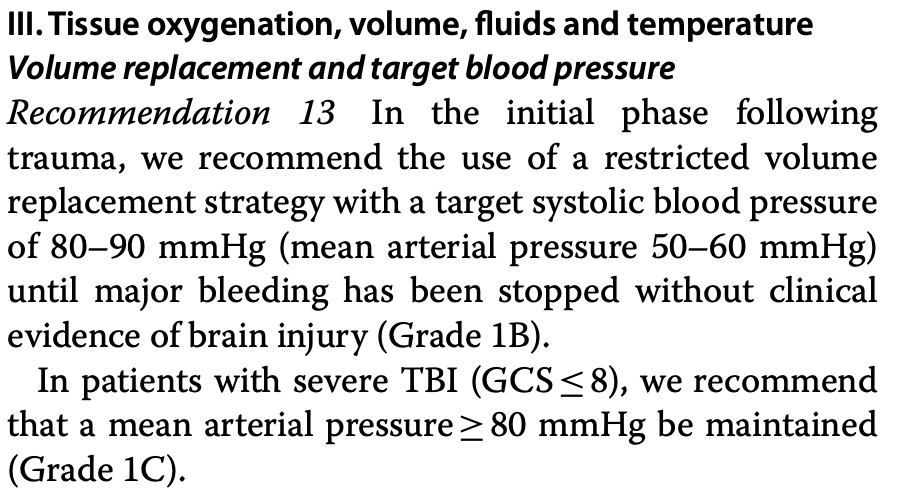 III. Tissue oxygenation, volume, fluids and temperature
Volume replacement and target blood pressure
Recommendation 13 In the initial phase following
trauma, we recommend the use of a restricted volume
replacement strategy with a target systolic blood pressure
of 80–90 mmHg (mean arterial pressure 50–60 mmHg)
until major bleeding has been stopped without clinical
evidence of brain injury (Grade 1B).
In patients with severe TBI (GCS ≤ 8), we recommend
that a mean arterial pressure ≥ 80 mmHg be maintained
(Grade 1C).